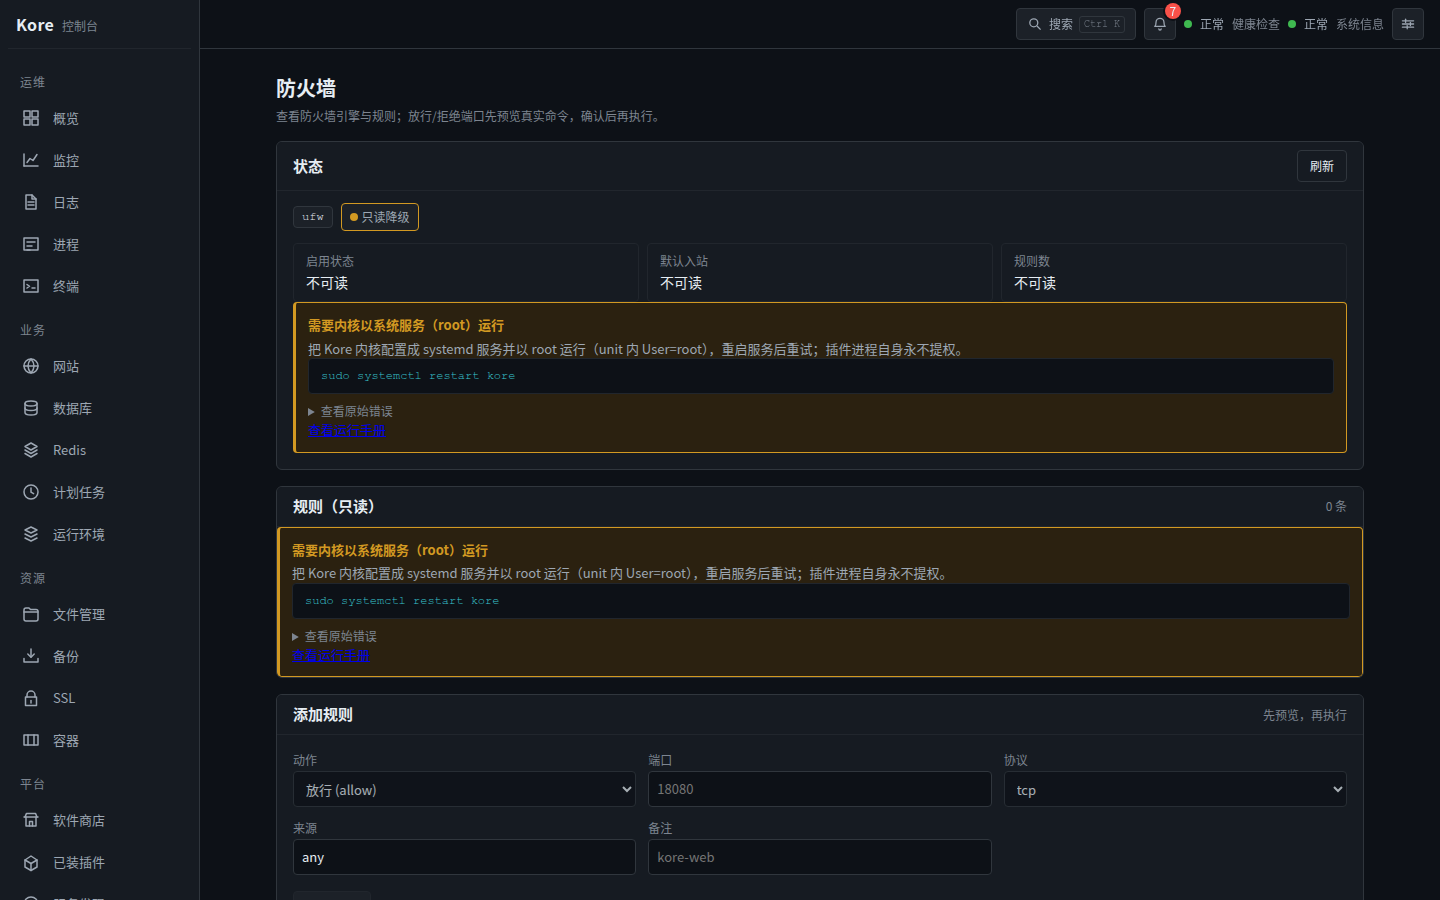 Kore 控制台
搜索 Ctrl K
7
正常 健康检查
正常 系统信息
运维
概览
监控
日志
进程
终端
业务
网站
数据库
Redis
计划任务
运行环境
资源
文件管理
备份
SSL
容器
平台
软件商店
已装插件
防火墙
查看防火墙引擎与规则；放行/拒绝端口先预览真实命令，确认后再执行。
状态
刷新
ufw 只读降级
启用状态
不可读
默认入站
不可读
规则数
不可读
需要内核以系统服务（root）运行
把 Kore 内核配置成 systemd 服务并以 root 运行（unit 内 User=root），重启服务后重试；插件进程自身永不提权。
sudo systemctl restart kore
查看原始错误
查看运行手册
规则（只读）
0 条
需要内核以系统服务（root）运行
把 Kore 内核配置成 systemd 服务并以 root 运行（unit 内 User=root），重启服务后重试；插件进程自身永不提权。
sudo systemctl restart kore
查看原始错误
查看运行手册
添加规则
先预览，再执行
动作
放行 (allow)
端口
18080
协议
tcp
来源
any
备注
kore-web